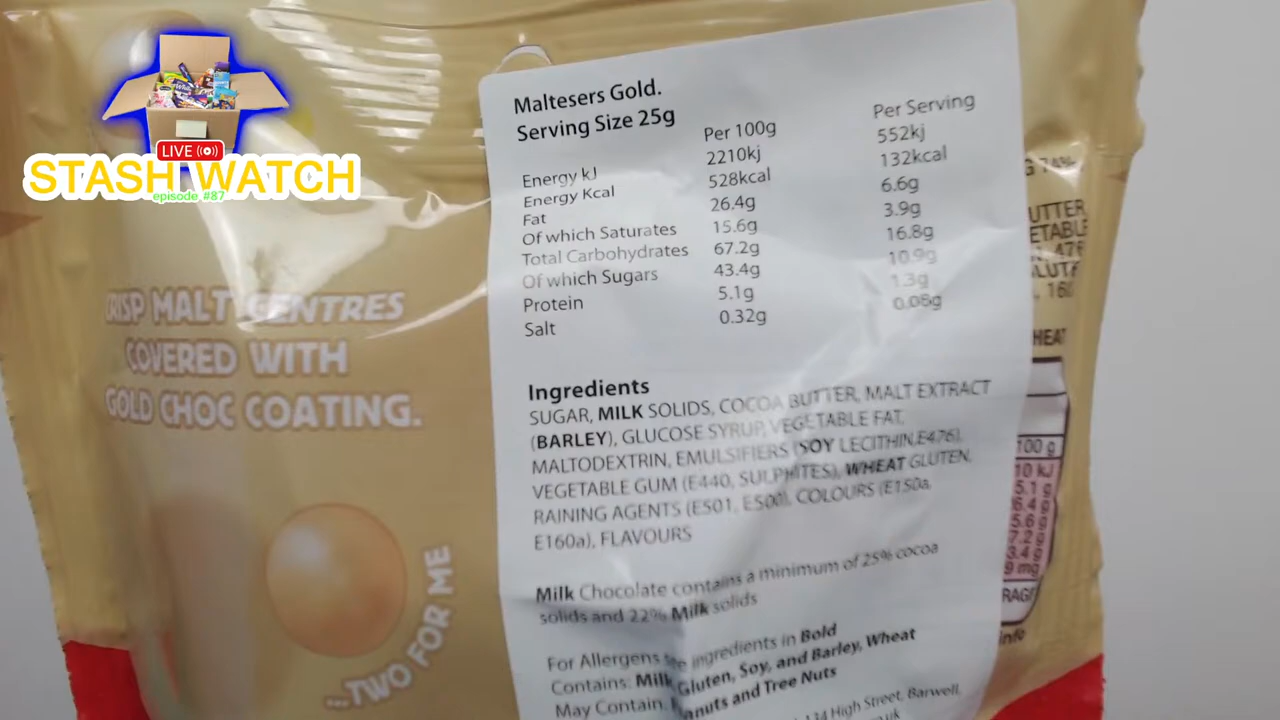 LIVE
STASH WATCH
episode #87
CRISP MALT CENTRES
COVERED WITH
GOLD CHOC COATING.
...TWO FOR ME
Maltesers Gold.
Serving Size 25g
Per 100g Per Serving
Energy kJ 2210kj 552kj
Energy Kcal 528kcal 132kcal
Fat 26.4g 6.6g
Of which Saturates 15.6g 3.9g
Total Carbohydrates 67.2g 16.8g
Of which Sugars 43.4g 10.9g
Protein 5.1g 1.3g
Salt 0.32g 0.08g
Ingredients
SUGAR, MILK SOLIDS, COCOA BUTTER, MALT EXTRACT
(BARLEY), GLUCOSE SYRUP, VEGETABLE FAT,
MALTODEXTRIN, EMULSIFIERS (SOY LECITHIN,E476),
VEGETABLE GUM (E440, SULPHITES), WHEAT GLUTEN,
RAINING AGENTS (E501, E500), COLOURS (E150a,
E160a), FLAVOURS
Milk Chocolate contains a minimum of 25% cocoa
solids and 22% Milk solids
For Allergens see ingredients in Bold
Contains: Milk, Gluten, Soy, and Barley, Wheat
May Contain. Peanuts and Tree Nuts
134 High Street, Barwell,
100 g
5.1 g